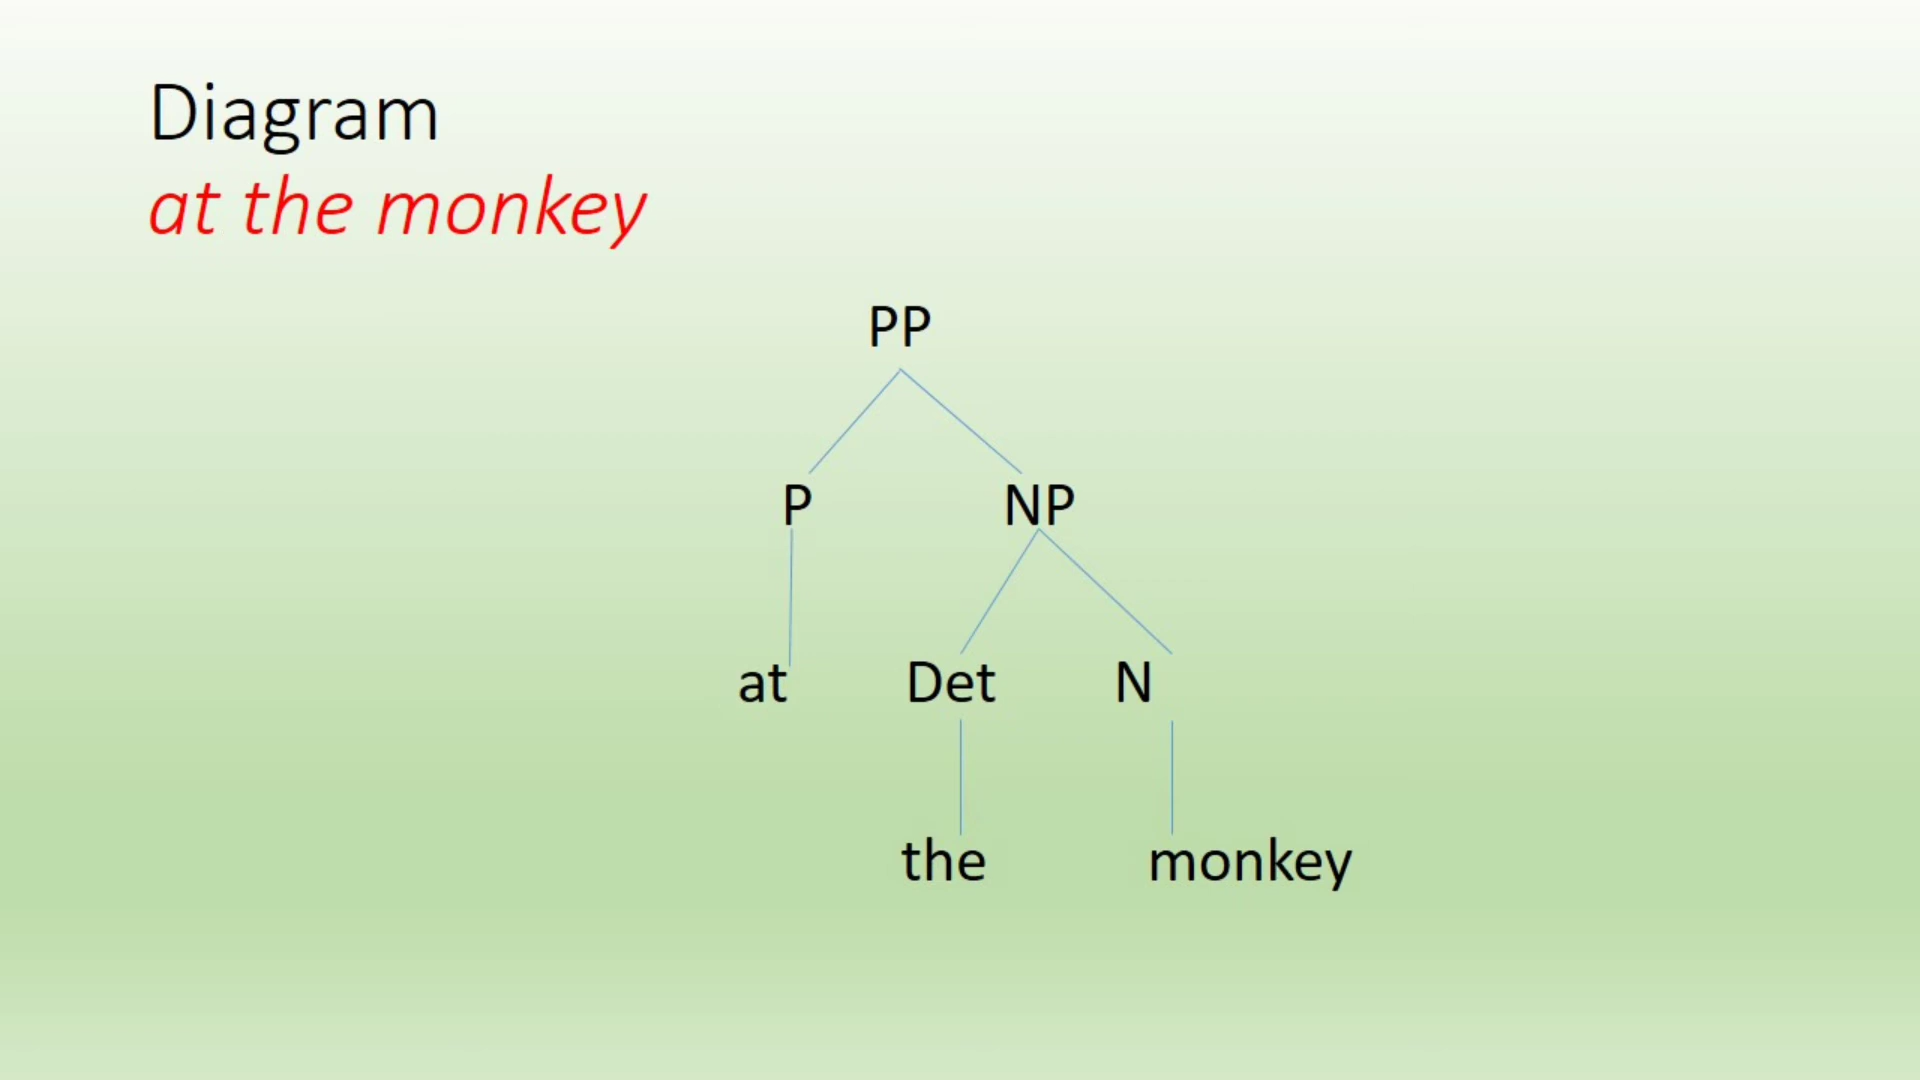 Diagram
at the monkey
PP
P NP
at Det N
the monkey